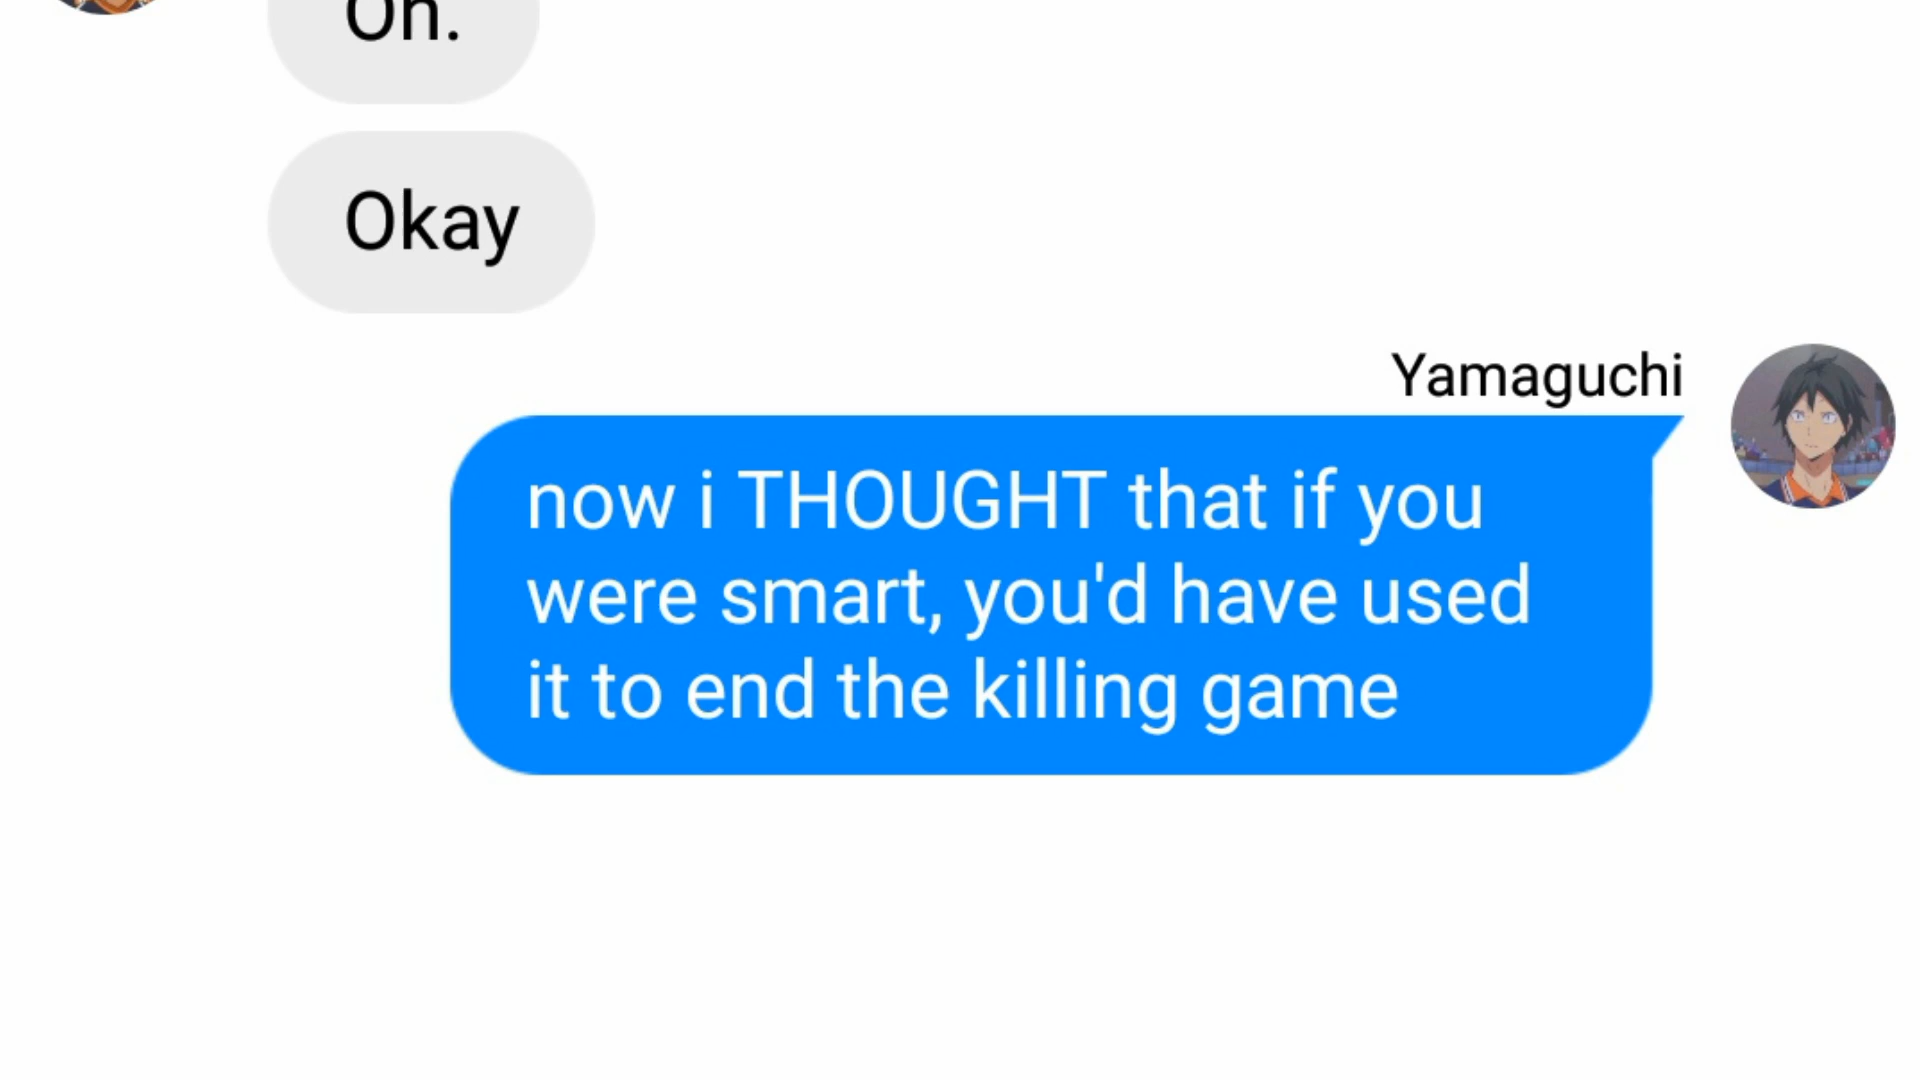 Oh.
Okay
Yamaguchi
now i THOUGHT that if you
were smart, you'd have used
it to end the killing game